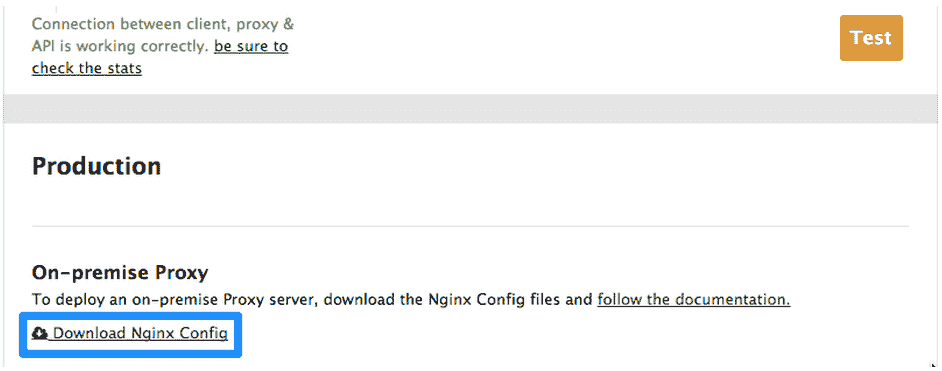 Connection between client, proxy &
API is working correctly. be sure to
check the stats
Test
Production
On-premise Proxy
To deploy an on-premise Proxy server, download the Nginx Config files and follow the documentation.
Download Nginx Config